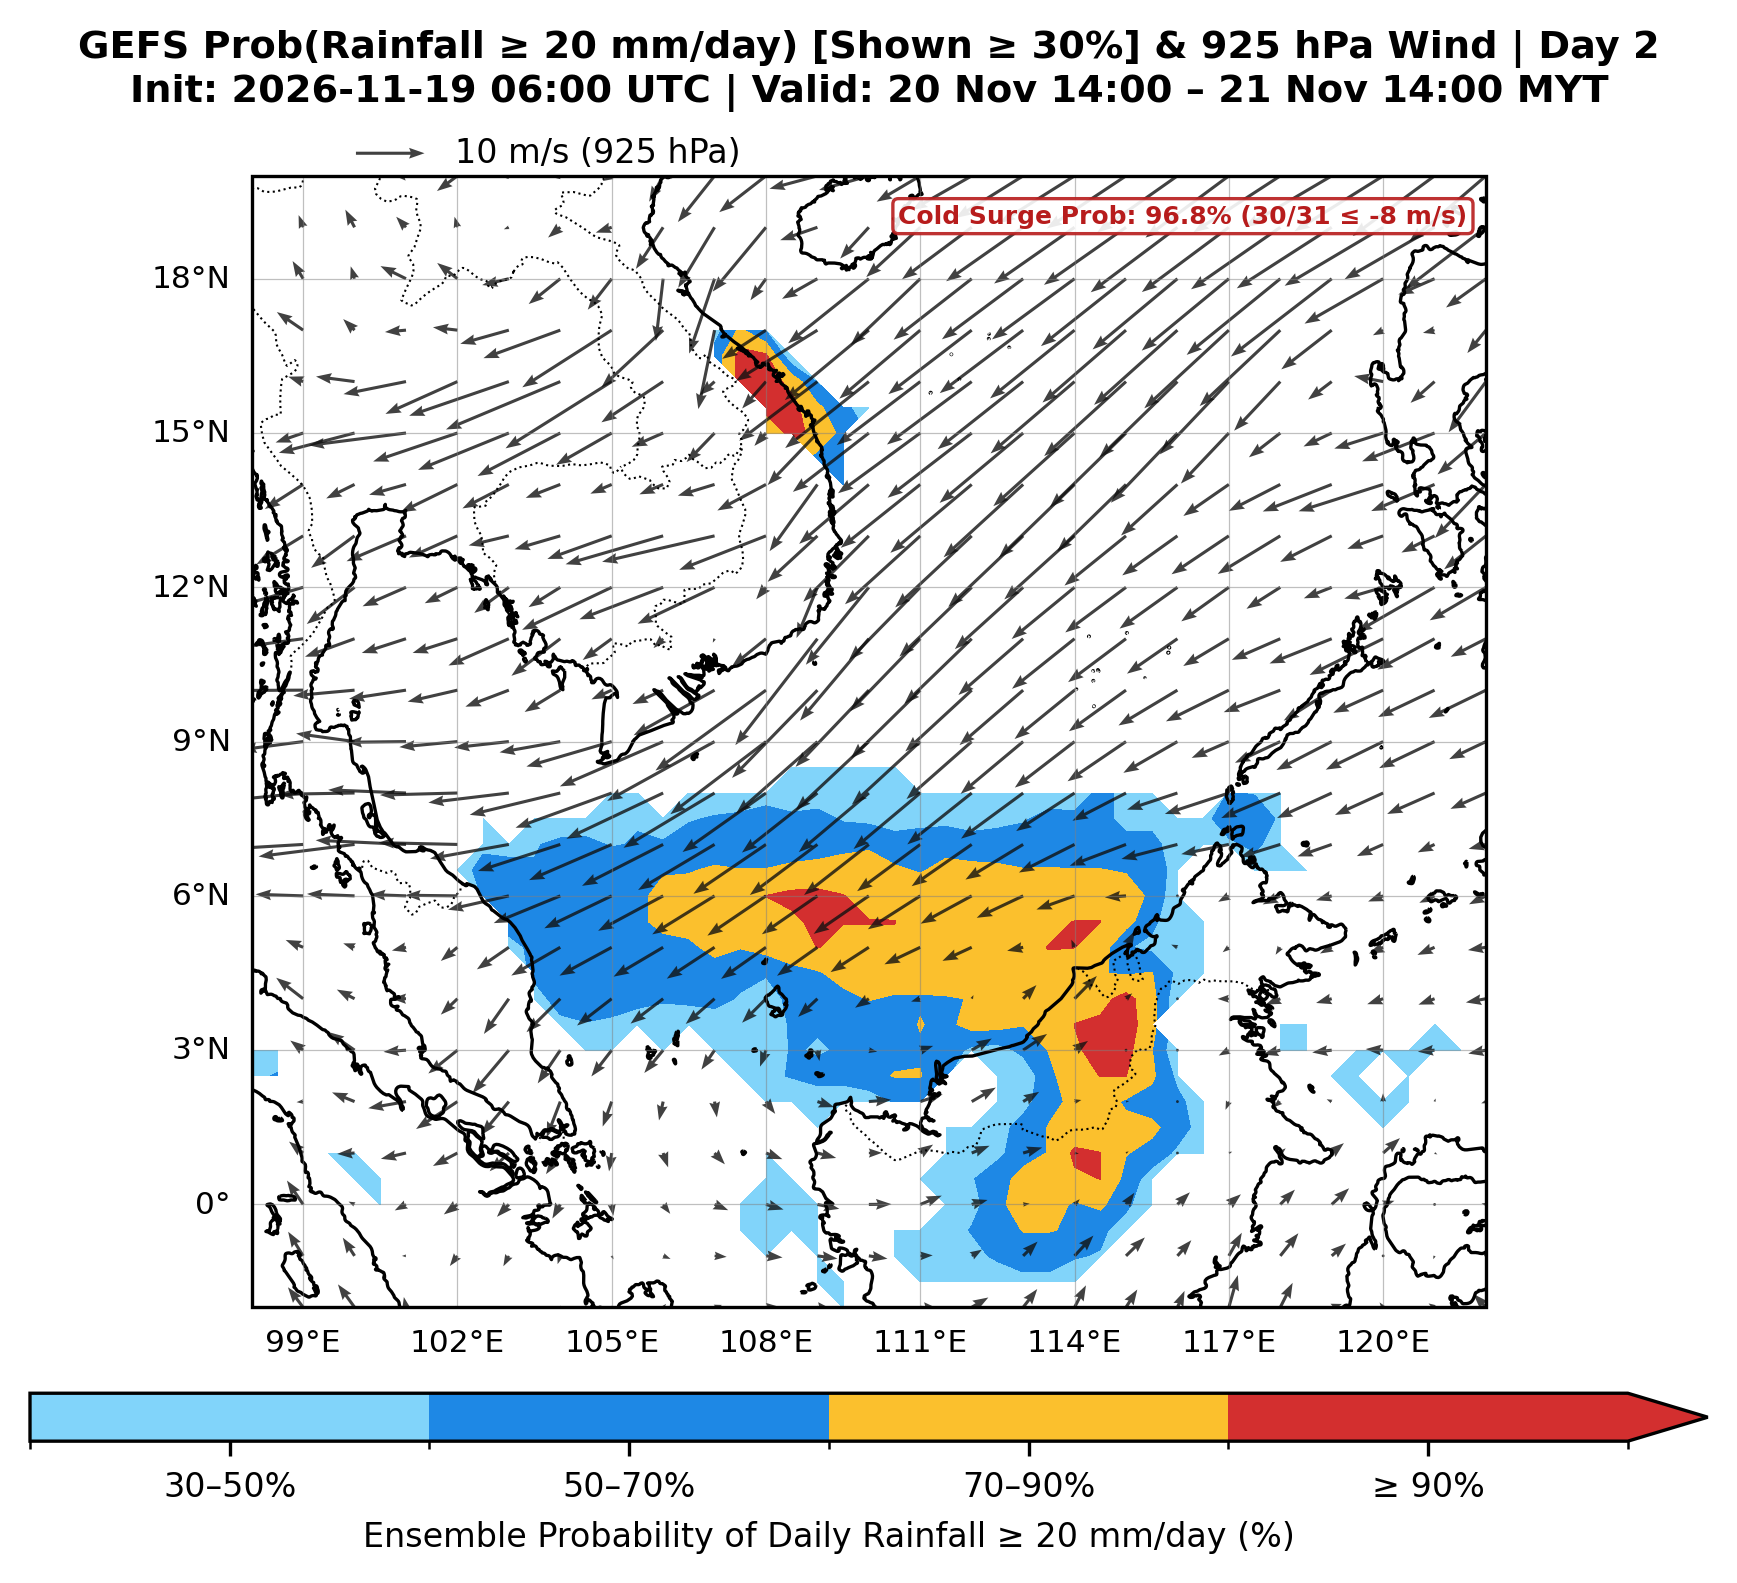 GEFS Prob(Rainfall ≥ 20 mm/day) [Shown ≥ 30%] & 925 hPa Wind | Day 2
Init: 2026-11-19 06:00 UTC | Valid: 20 Nov 14:00 – 21 Nov 14:00 MYT
10 m/s (925 hPa)
Cold Surge Prob: 96.8% (30/31 ≤ -8 m/s)
18°N
15°N
12°N
9°N
6°N
3°N
0°
99°E 102°E 105°E 108°E 111°E 114°E 117°E 120°E
30–50% 50–70% 70–90% ≥ 90%
Ensemble Probability of Daily Rainfall ≥ 20 mm/day (%)